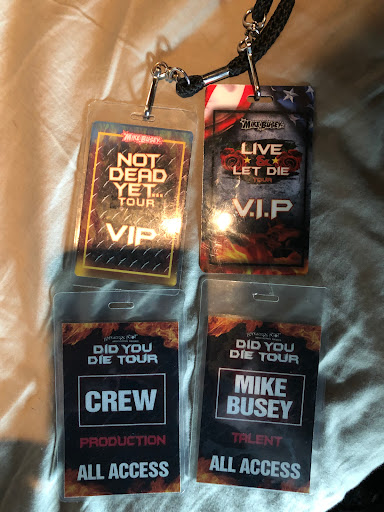 MIKE BUSEY
NOT
DEAD
YET...
TOUR
VIP
MIKE BUSEY
LIVE
&
LET DIE
TOUR
V.I.P
DID YOU
DIE TOUR
CREW
PRODUCTION
ALL ACCESS
DID YOU
DIE TOUR
MIKE
BUSEY
TALENT
ALL ACCESS